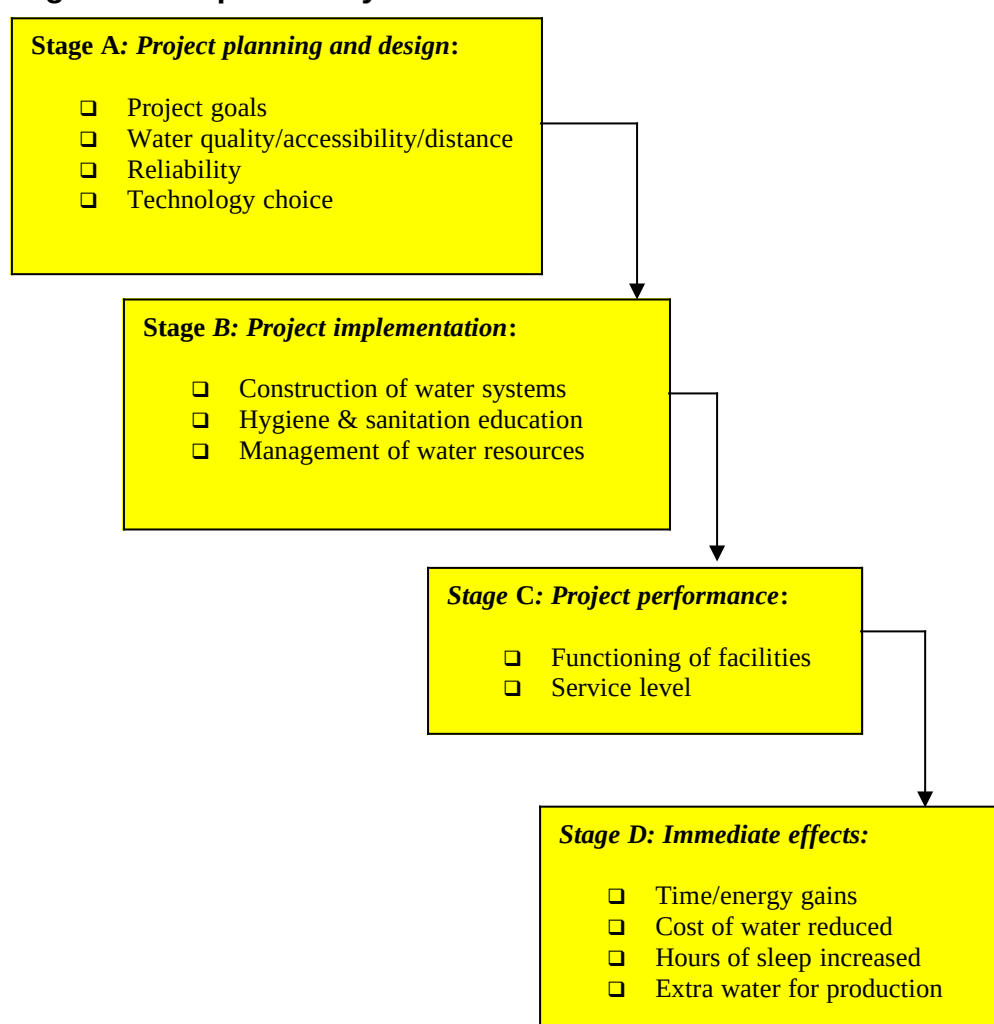 Stage A: Project planning and design:
❑ Project goals
❑ Water quality/accessibility/distance
❑ Reliability
❑ Technology choice
Stage B: Project implementation:
❑ Construction of water systems
❑ Hygiene & sanitation education
❑ Management of water resources
Stage C: Project performance:
❑ Functioning of facilities
❑ Service level
Stage D: Immediate effects:
❑ Time/energy gains
❑ Cost of water reduced
❑ Hours of sleep increased
❑ Extra water for production